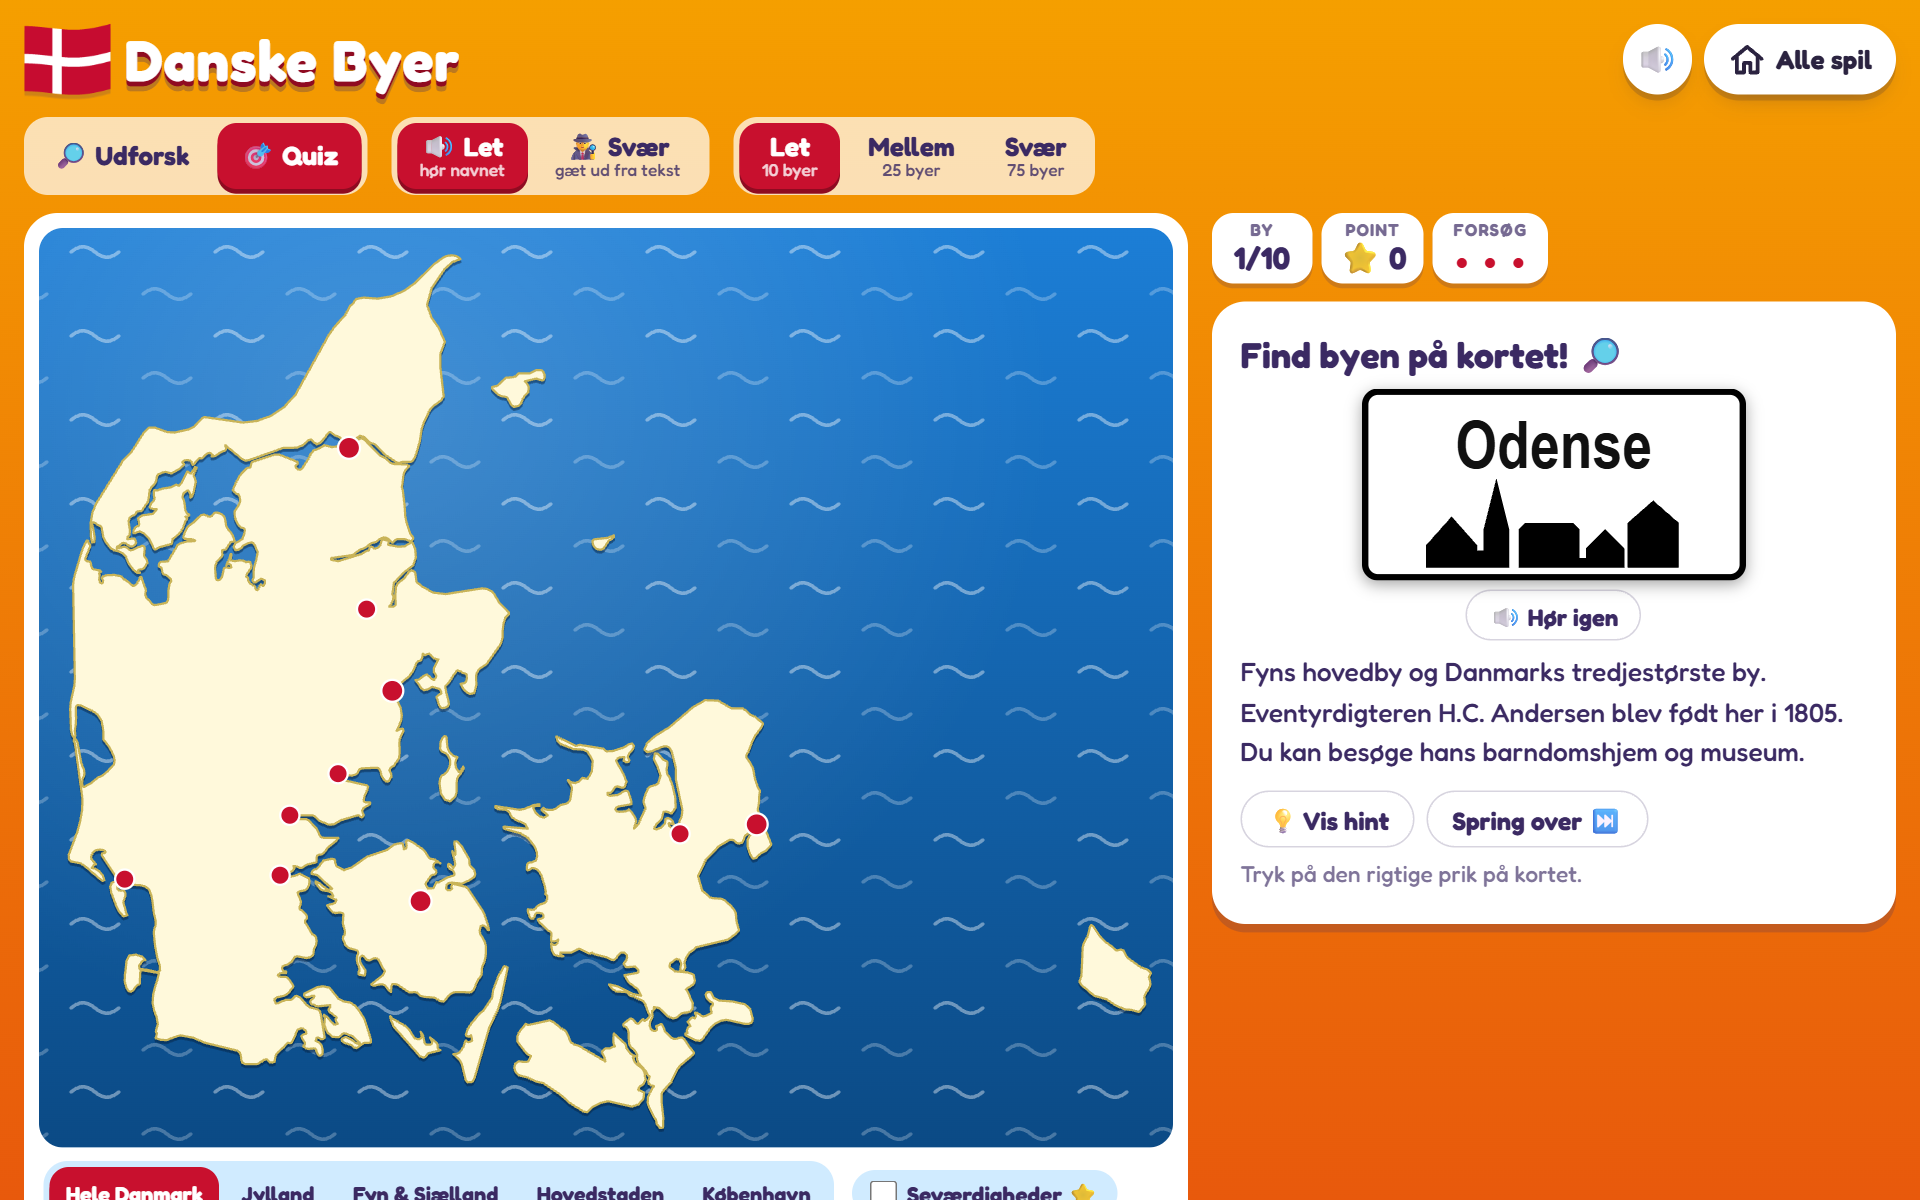 Danske Byer
Alle spil
Udforsk
Quiz
Let
hør navnet
Svær
gæt ud fra tekst
Let
10 byer
Mellem
25 byer
Svær
75 byer
BY
1/10
POINT
0
FORSØG
Find byen på kortet!
Odense
Hør igen
Fyns hovedby og Danmarks tredjestørste by.
Eventyrdigteren H.C. Andersen blev født her i 1805.
Du kan besøge hans barndomshjem og museum.
Vis hint
Spring over
Tryk på den rigtige prik på kortet.
Hele Danmark
Jylland
Fyn & Sjælland
Hovedstaden
København
Seværdigheder